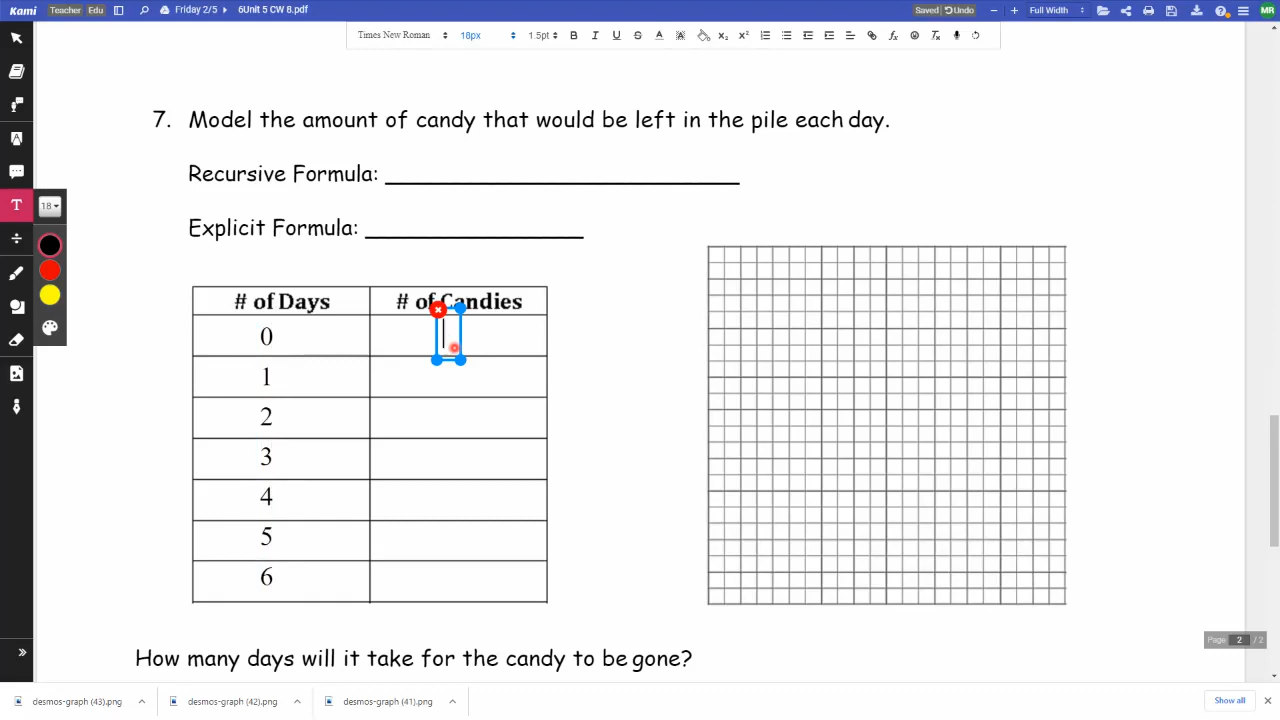 Kami Teacher Edu Friday 2/5 6Unit 5 CW 8.pdf Saved Undo Full Width MR
Times New Roman 18px 1.5pt B I U S A
18
7. Model the amount of candy that would be left in the pile each day.
Recursive Formula: ______________________________
Explicit Formula: __________________
# of Days # of Candies
0
1
2
3
4
5
6
How many days will it take for the candy to be gone?
Page 2 / 2
desmos-graph (43).png desmos-graph (42).png desmos-graph (41).png Show all